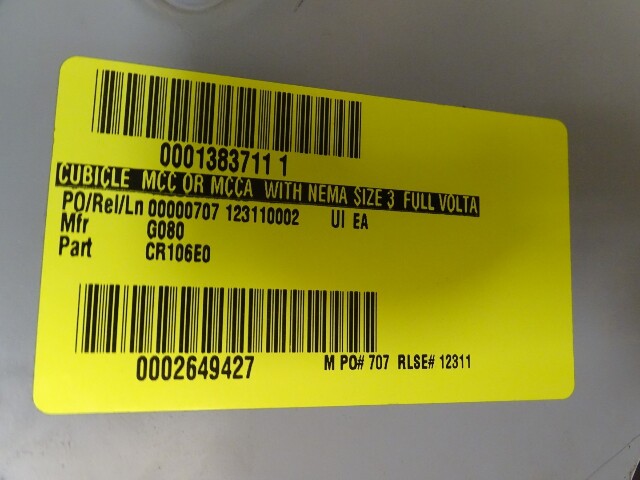 0001383711 1
CUBICLE MCC OR MCCA WITH NEMA SIZE 3 FULL VOLTA
PO/Rel/Ln 00000707 123110002 UI EA
Mfr G080
Part CR106E0
0002649427 M PO# 707 RLSE# 12311